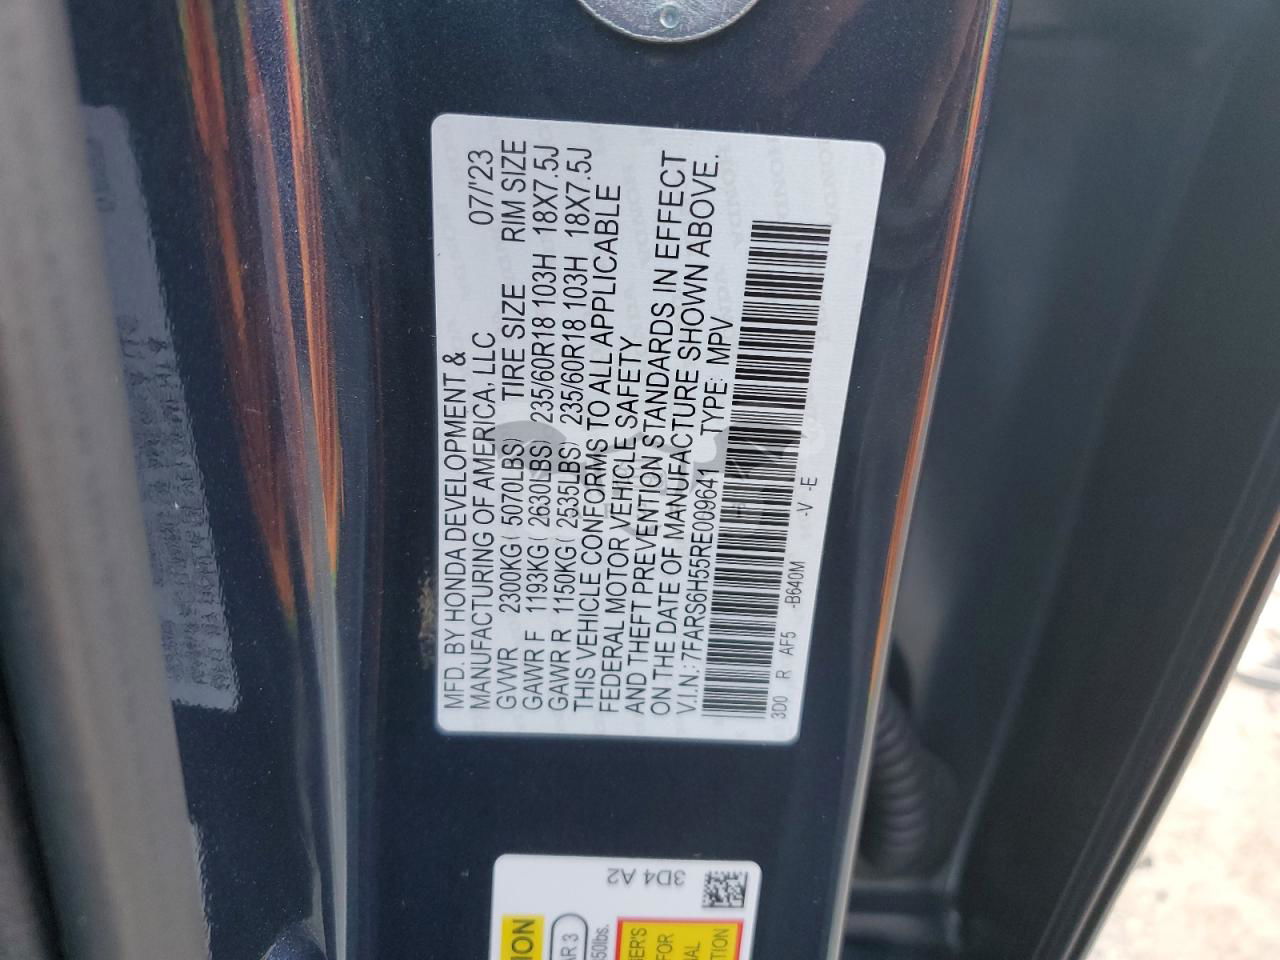 MFD. BY HONDA DEVELOPMENT &
MANUFACTURING OF AMERICA, LLC 07/'23
GVWR 2300KG( 5070LBS) TIRE SIZE RIM SIZE
GAWR F 1193KG( 2630LBS) 235/60R18 103H 18X7.5J
GAWR R 1150KG( 2535LBS) 235/60R18 103H 18X7.5J
THIS VEHICLE CONFORMS TO ALL APPLICABLE
FEDERAL MOTOR VEHICLE SAFETY
AND THEFT PREVENTION STANDARDS IN EFFECT
ON THE DATE OF MANUFACTURE SHOWN ABOVE.
V.I.N.: 7FARS6H55RE009641 TYPE: MPV
3D0 R AF5 -B640M -V -E
3D4 A2